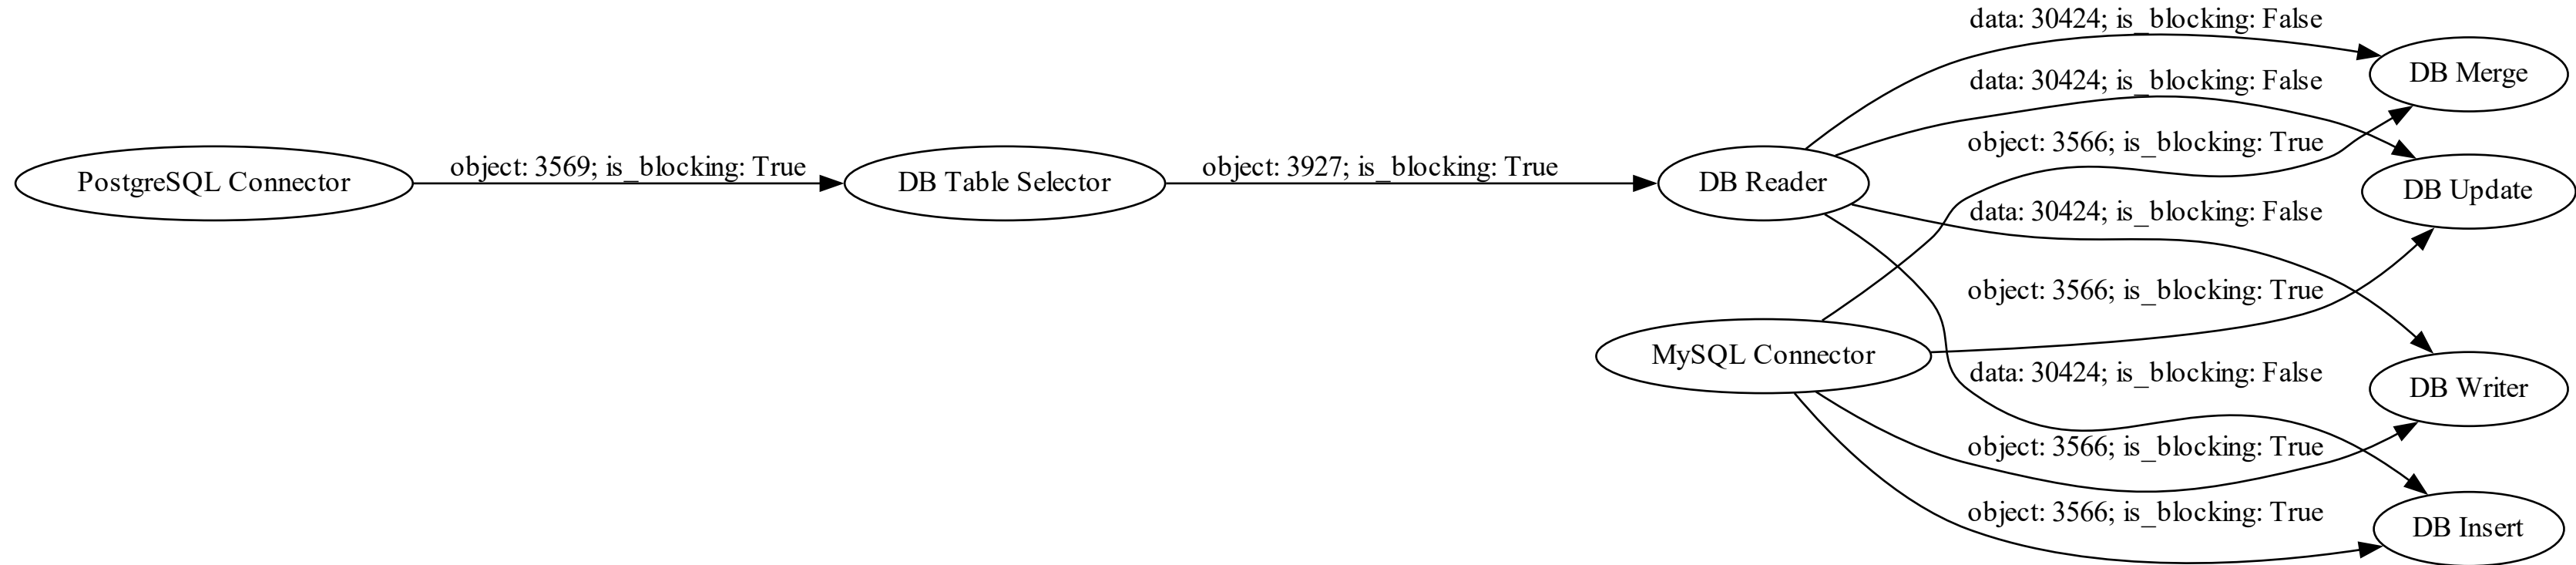 data: 30424; is_blocking: False
DB Merge
data: 30424; is_blocking: False
object: 3566; is_blocking: True
PostgreSQL Connector
object: 3569; is_blocking: True
DB Table Selector
object: 3927; is_blocking: True
DB Reader
DB Update
data: 30424; is_blocking: False
object: 3566; is_blocking: True
MySQL Connector
data: 30424; is_blocking: False
DB Writer
object: 3566; is_blocking: True
object: 3566; is_blocking: True
DB Insert